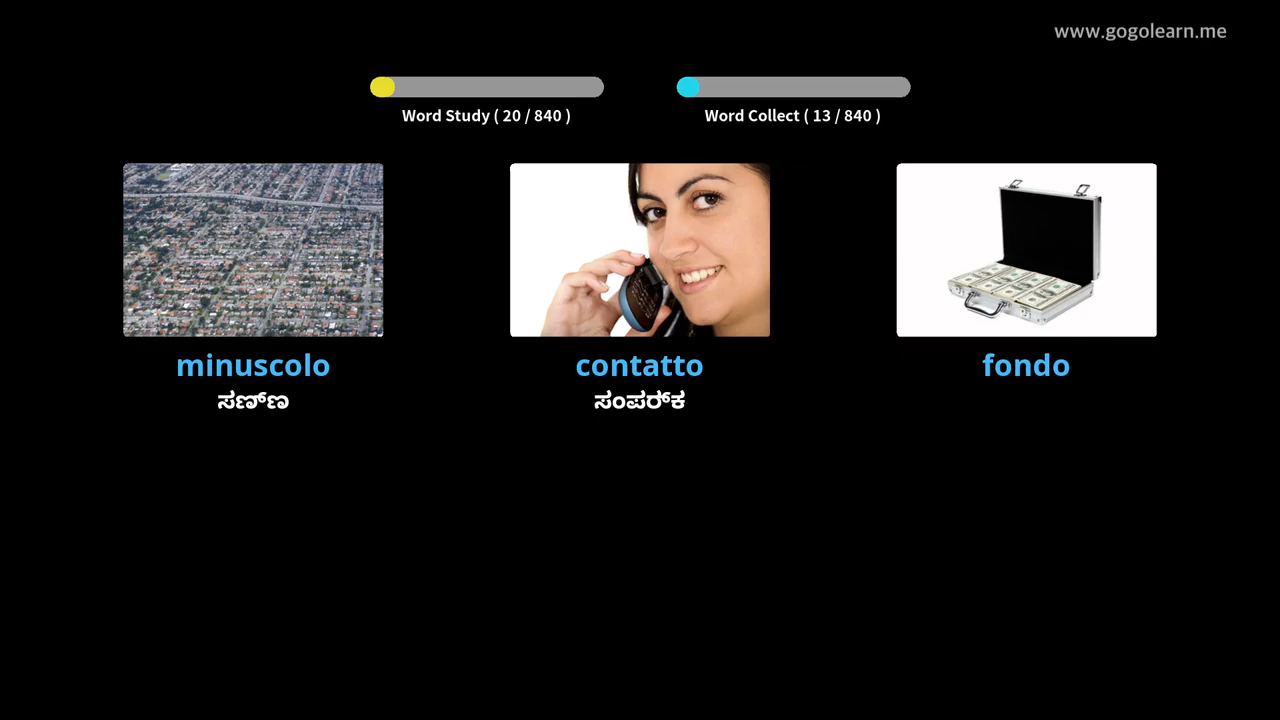 www.gogolearn.me
Word Study ( 20 / 840 )
Word Collect ( 13 / 840 )
minuscolo
contatto
fondo
ಸಣ್‌ಣ
ಸಂಪರ್‌ಕ